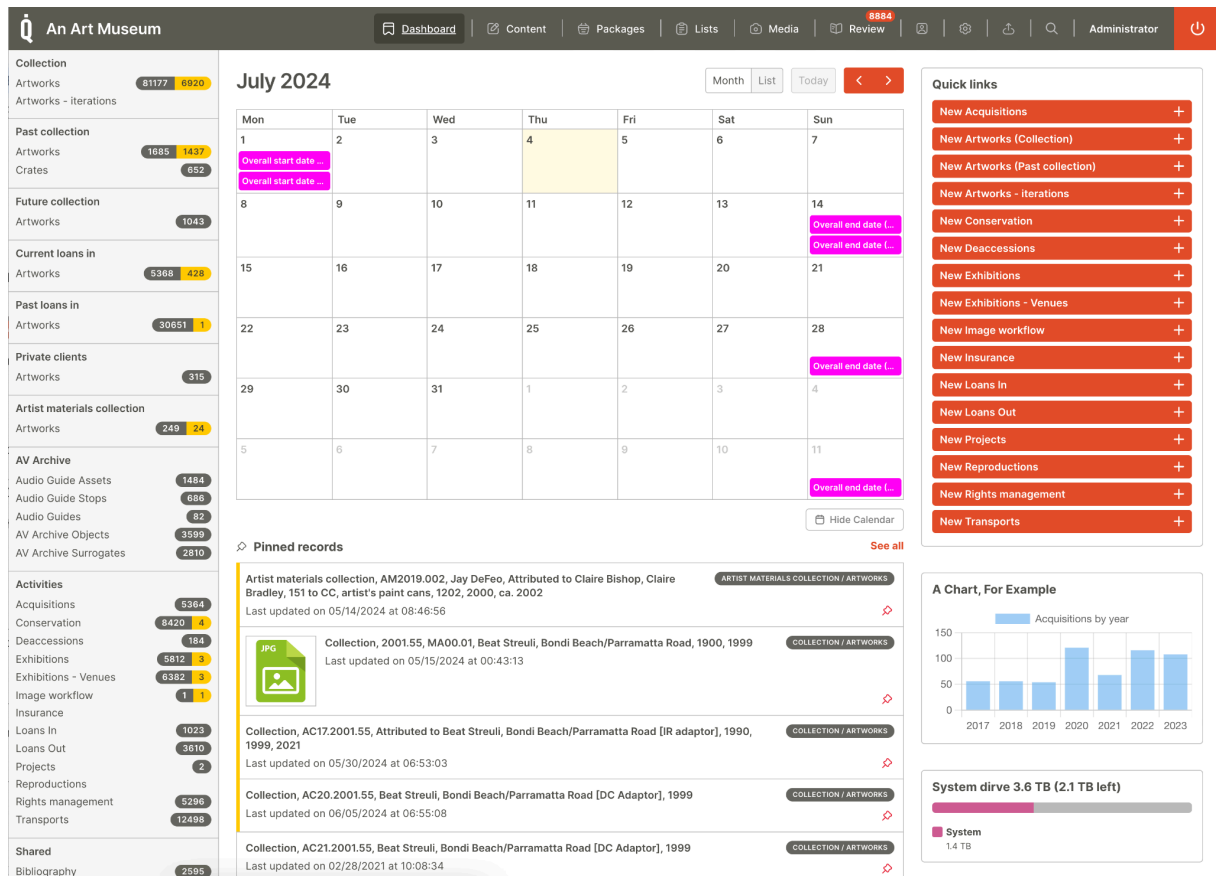 An Art Museum
Dashboard
Content
Packages
Lists
Media
Review
8884
Administrator
Collection
Artworks 81177 6920
Artworks - iterations
Past collection
Artworks 1685 1437
Crates 652
Future collection
Artworks 1043
Current loans in
Artworks 5368 428
Past loans in
Artworks 30651 1
Private clients
Artworks 315
Artist materials collection
Artworks 249 24
AV Archive
Audio Guide Assets 1484
Audio Guide Stops 686
Audio Guides 82
AV Archive Objects 3599
AV Archive Surrogates 2810
Activities
Acquisitions 5364
Conservation 8420 4
Deaccessions 184
Exhibitions 5812 3
Exhibitions - Venues 6382 3
Image workflow 1 1
Insurance
Loans In 1023
Loans Out 3610
Projects 2
Reproductions
Rights management 5296
Transports 12498
Shared
Bibliography 2595
July 2024
Month List Today
Mon Tue Wed Thu Fri Sat Sun
1 2 3 4 5 6 7
Overall start date ...
Overall start date ...
8 9 10 11 12 13 14
Overall end date (...
Overall end date (...
15 16 17 18 19 20 21
22 23 24 25 26 27 28
Overall end date (...
29 30 31 1 2 3 4
5 6 7 8 9 10 11
Overall end date (...
Hide Calendar
Pinned records
See all
Artist materials collection, AM2019.002, Jay DeFeo, Attributed to Claire Bishop, Claire
Bradley, 151 to CC, artist's paint cans, 1202, 2000, ca. 2002
ARTIST MATERIALS COLLECTION / ARTWORKS
Last updated on 05/14/2024 at 08:46:56
JPG
Collection, 2001.55, MA00.01, Beat Streuli, Bondi Beach/Parramatta Road, 1900, 1999
COLLECTION / ARTWORKS
Last updated on 05/15/2024 at 00:43:13
Collection, AC17.2001.55, Attributed to Beat Streuli, Bondi Beach/Parramatta Road [IR adaptor], 1990,
1999, 2021
COLLECTION / ARTWORKS
Last updated on 05/30/2024 at 06:53:03
Collection, AC20.2001.55, Beat Streuli, Bondi Beach/Parramatta Road [DC Adaptor], 1999
COLLECTION / ARTWORKS
Last updated on 06/05/2024 at 06:55:08
Collection, AC21.2001.55, Beat Streuli, Bondi Beach/Parramatta Road [DC Adaptor], 1999
COLLECTION / ARTWORKS
Last updated on 02/28/2021 at 10:08:34
Quick links
New Acquisitions
New Artworks (Collection)
New Artworks (Past collection)
New Artworks - iterations
New Conservation
New Deaccessions
New Exhibitions
New Exhibitions - Venues
New Image workflow
New Insurance
New Loans In
New Loans Out
New Projects
New Reproductions
New Rights management
New Transports
A Chart, For Example
Acquisitions by year
150
100
50
0
2017 2018 2019 2020 2021 2022 2023
System dirve 3.6 TB (2.1 TB left)
System
1.4 TB